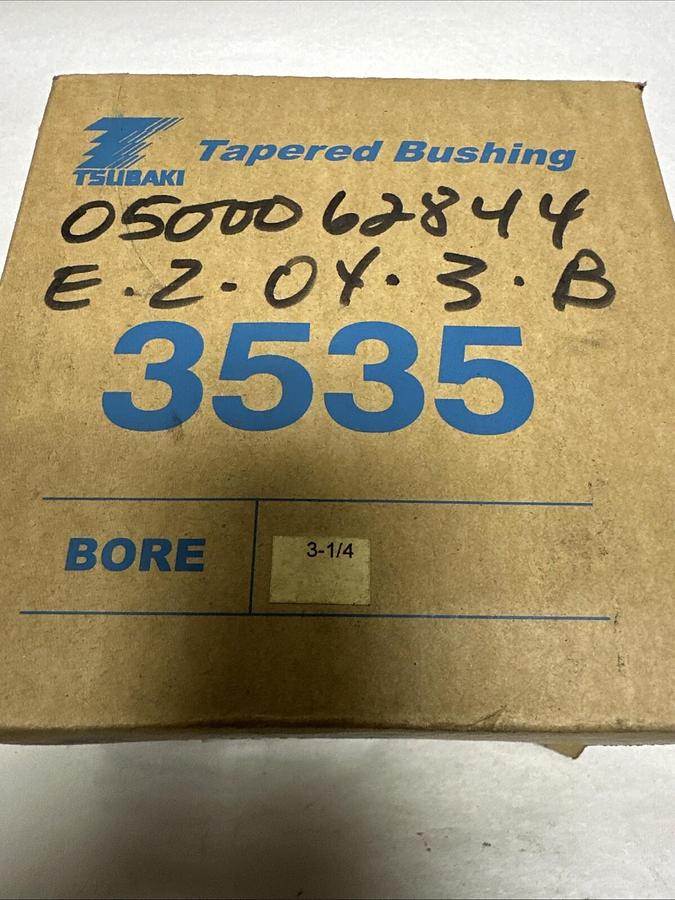 TSUBAKI
Tapered Bushing
0500062844
E.2.04.3.B
3535
BORE
3-1/4